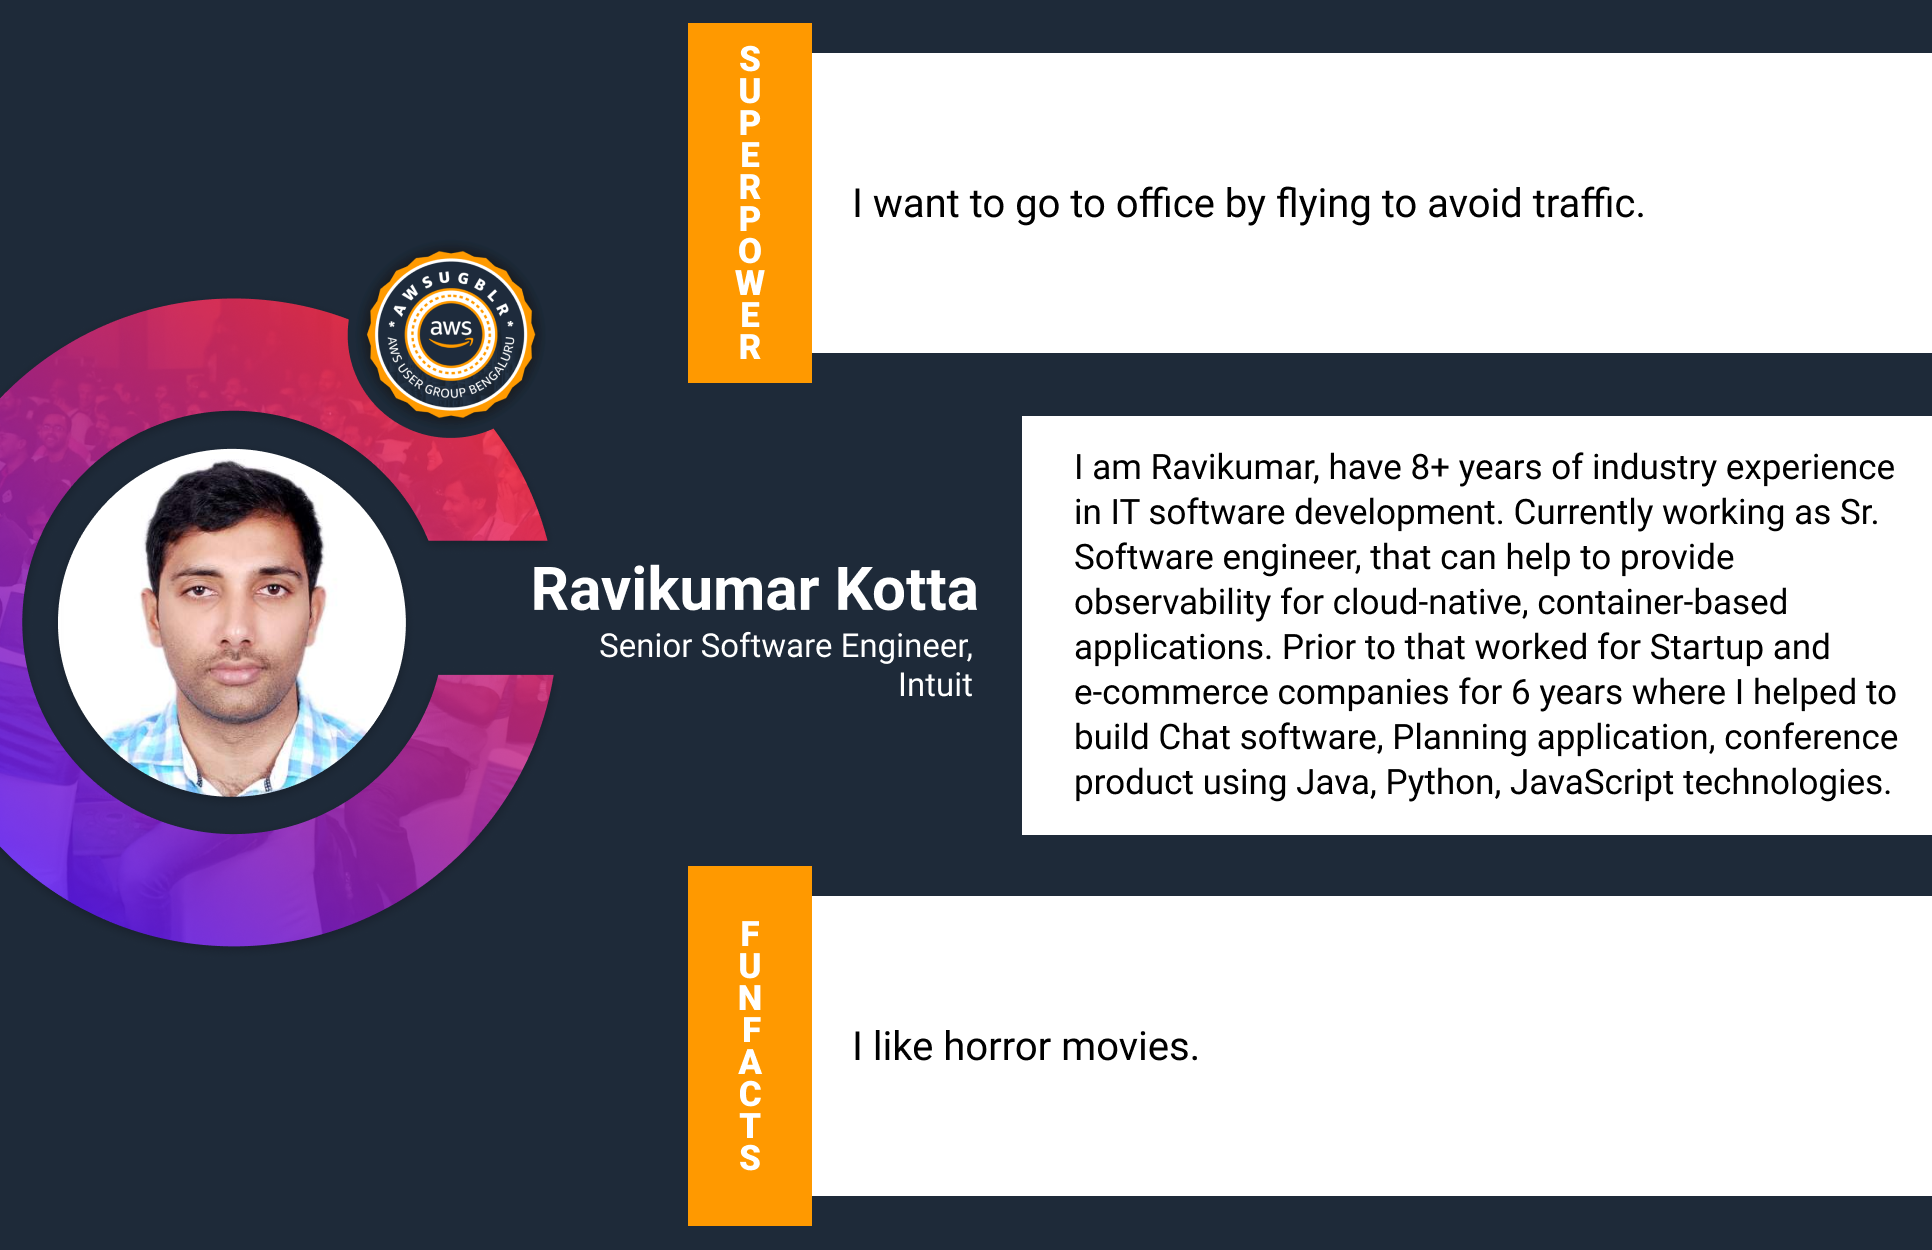 SUPERPOWER
I want to go to office by flying to avoid traffic.
AWSUGBLR
aws
* AWS USER GROUP BENGALURU *
Ravikumar Kotta
Senior Software Engineer,
Intuit
I am Ravikumar, have 8+ years of industry experience
in IT software development. Currently working as Sr.
Software engineer, that can help to provide
observability for cloud-native, container-based
applications. Prior to that worked for Startup and
e-commerce companies for 6 years where I helped to
build Chat software, Planning application, conference
product using Java, Python, JavaScript technologies.
FUNFACTS
I like horror movies.